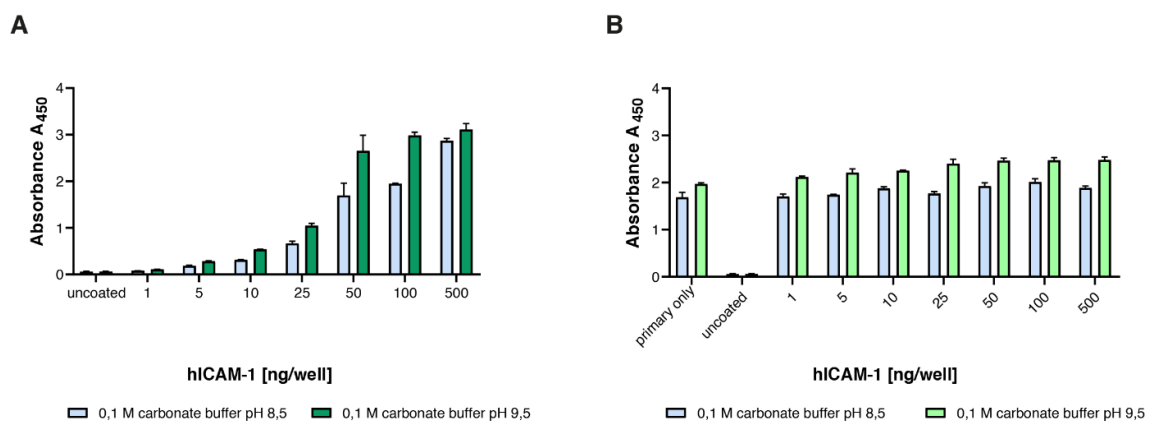 A
Absorbance A450
4
3
2
1
0
uncoated 1 5 10 25 50 100 500
hICAM-1 [ng/well]
0,1 M carbonate buffer pH 8,5 0,1 M carbonate buffer pH 9,5
B
Absorbance A450
4
3
2
1
0
primary only uncoated 1 5 10 25 50 100 500
hICAM-1 [ng/well]
0,1 M carbonate buffer pH 8,5 0,1 M carbonate buffer pH 9,5